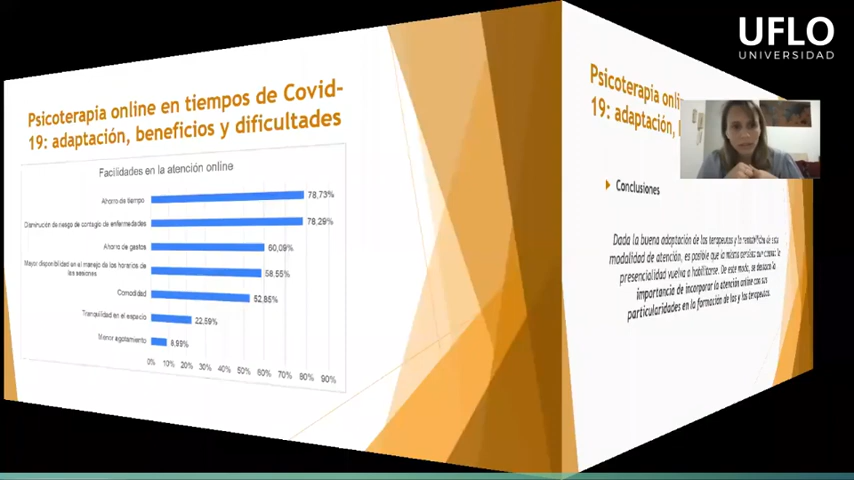 UFLO
UNIVERSIDAD
Psicoterapia online en tiempos de Covid-
19: adaptación, beneficios y dificultades
Facilidades en la atención online
Ahorro de tiempo
78,73%
Disminución de riesgo de contagio de enfermedades
78,29%
Ahorro de gastos
60,09%
Mayor disponibilidad en el manejo de los horarios de
las sesiones
58,55%
Comodidad
52,85%
Tranquilidad en el espacio
22,59%
Menor agotamiento
8,99%
0% 10% 20% 30% 40% 50% 60% 70% 80% 90%
Psicoterapia
19: adaptación,
Conclusiones
Dada la buena adaptación de los terapeutas y la
modalidad de atención, es posible que la misma
presencialidad vuelva a habilitarse. De este modo, se destaca la
importancia de incorporar la atención online con sus
particularidades en la formación de las y los terapeutas.